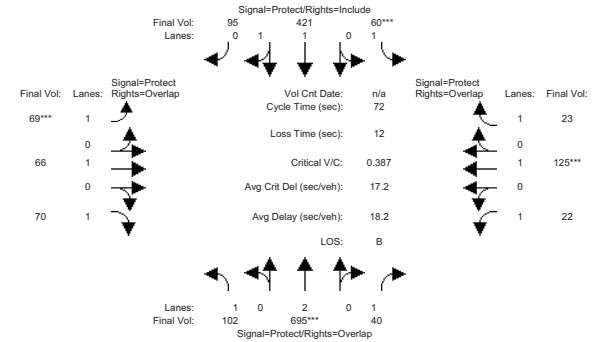 Signal=Protect/Rights=Include
Final Vol: 95 421 60***
Lanes: 0 1 1 0 1
Signal=Protect
Final Vol: Lanes: Rights=Overlap
Vol Cnt Date: n/a
Cycle Time (sec): 72
Signal=Protect
Rights=Overlap Lanes: Final Vol:
69*** 1
1 23
Loss Time (sec): 12
0
0
66 1
Critical V/C: 0.387
1 125***
0
Avg Crit Del (sec/veh): 17.2
0
70 1
Avg Delay (sec/veh): 18.2
1 22
LOS: B
Lanes: 1 0 2 0 1
Final Vol: 102 695*** 40
Signal=Protect/Rights=Overlap